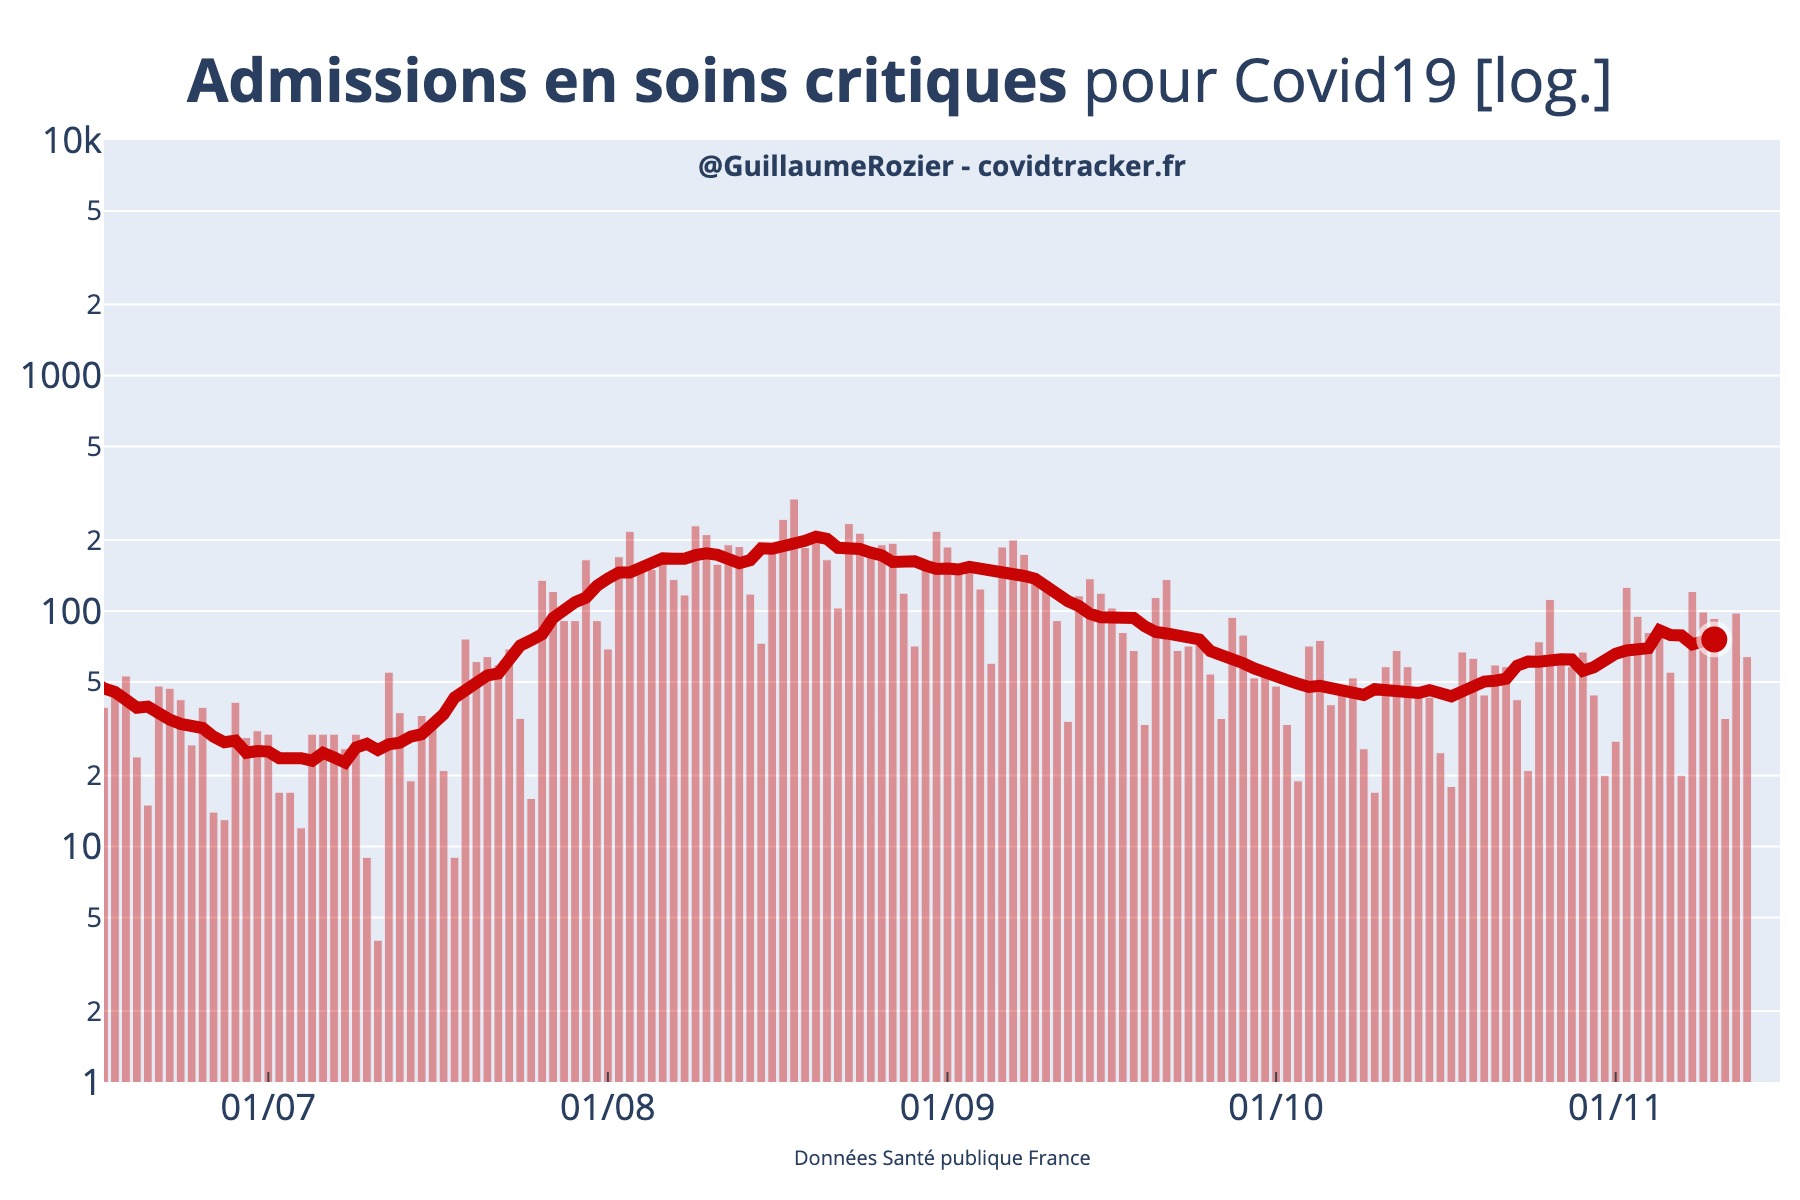 Admissions en soins critiques pour Covid19 [log.]
@GuillaumeRozier - covidtracker.fr
10k
5
2
1000
5
2
100
5
2
10
5
2
1
01/07 01/08 01/09 01/10 01/11
Données Santé publique France